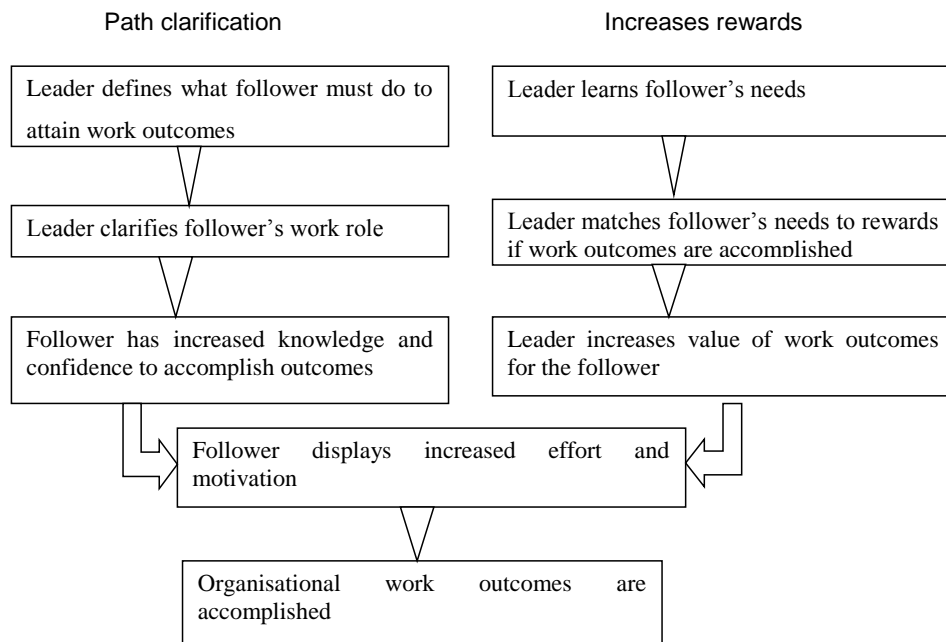 Path clarification
Leader defines what follower must do to
attain work outcomes
Leader clarifies follower's work role
Follower has increased knowledge and
confidence to accomplish outcomes
Increases rewards
Leader learns follower's needs
Leader matches follower's needs to rewards
if work outcomes are accomplished
Leader increases value of work outcomes
for the follower
Follower displays increased effort and
motivation
Organisational work outcomes are
accomplished